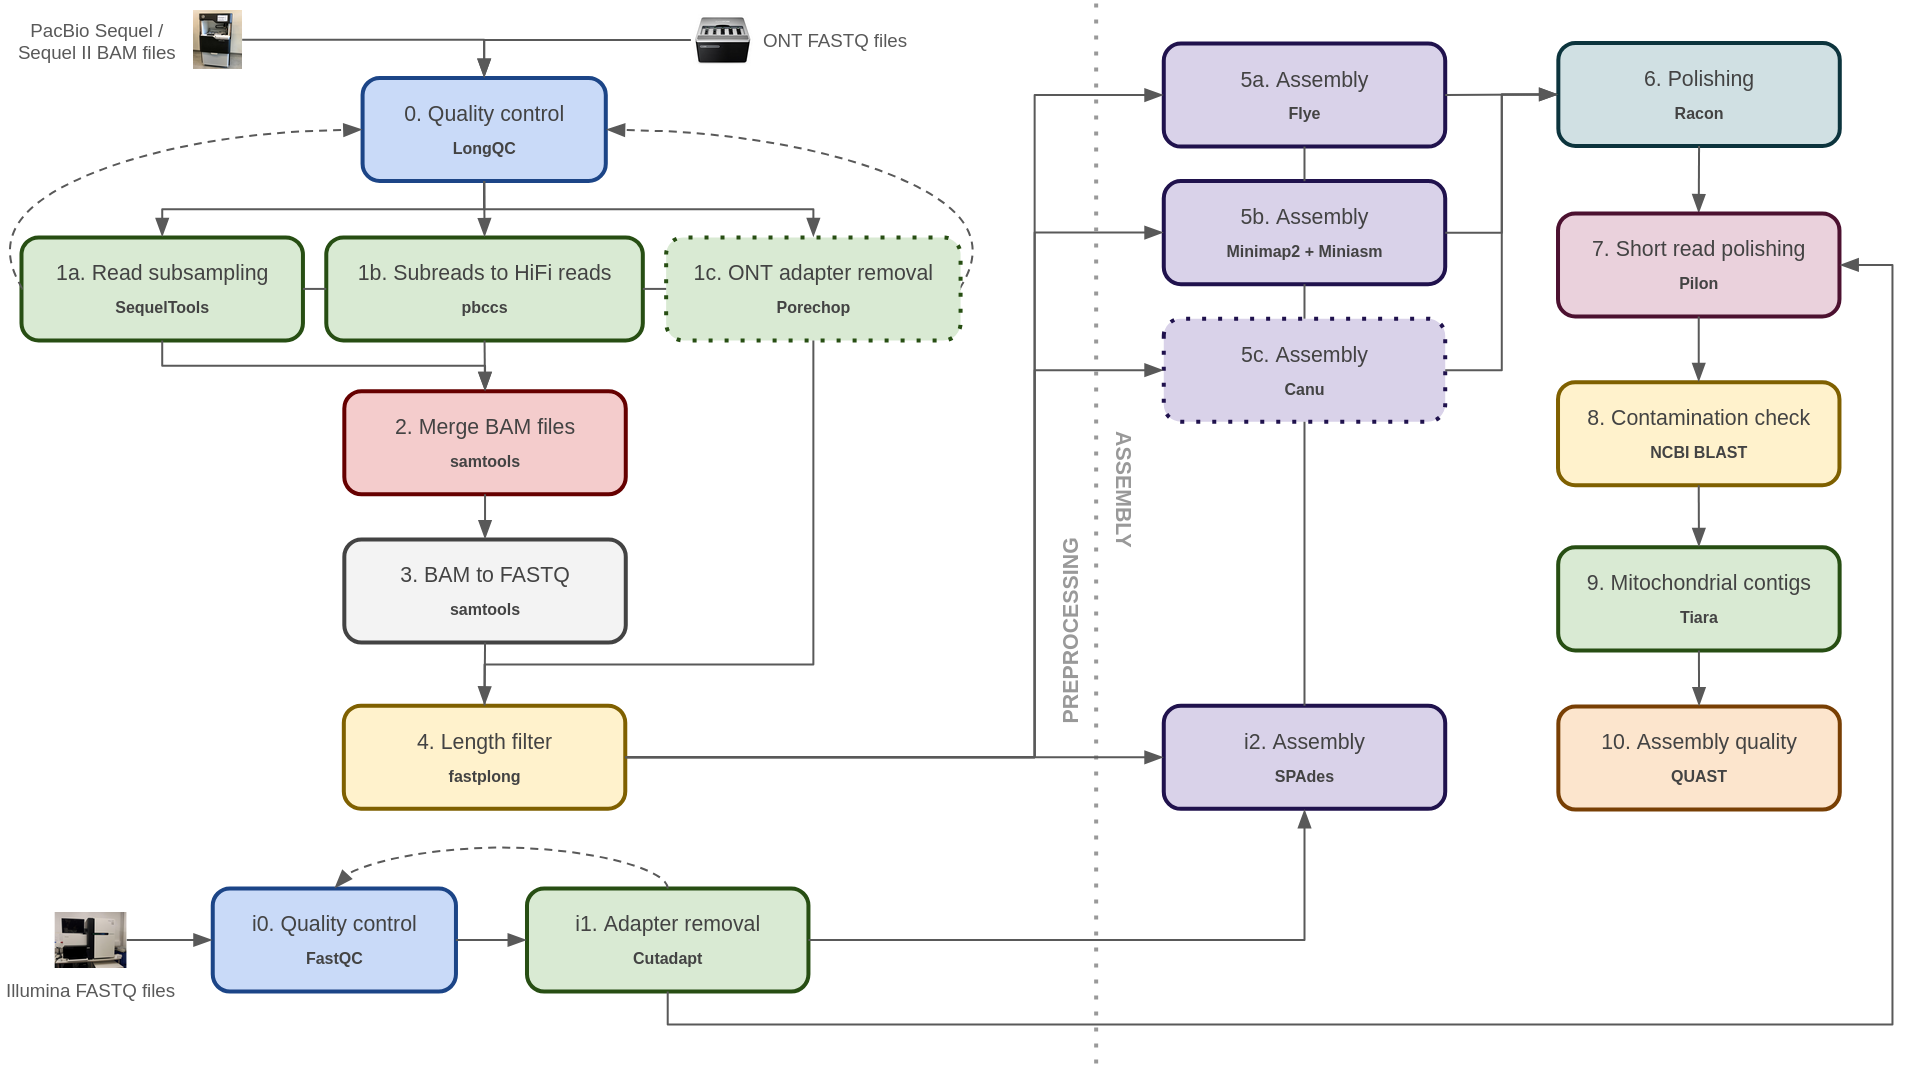 PacBio Sequel /
Sequel II BAM files
ONT FASTQ files
0. Quality control
LongQC
1a. Read subsampling
SequelTools
1b. Subreads to HiFi reads
pbccs
1c. ONT adapter removal
Porechop
2. Merge BAM files
samtools
3. BAM to FASTQ
samtools
4. Length filter
fastplong
Illumina FASTQ files
i0. Quality control
FastQC
i1. Adapter removal
Cutadapt
PREPROCESSING
ASSEMBLY
5a. Assembly
Flye
5b. Assembly
Minimap2 + Miniasm
5c. Assembly
Canu
i2. Assembly
SPAdes
6. Polishing
Racon
7. Short read polishing
Pilon
8. Contamination check
NCBI BLAST
9. Mitochondrial contigs
Tiara
10. Assembly quality
QUAST